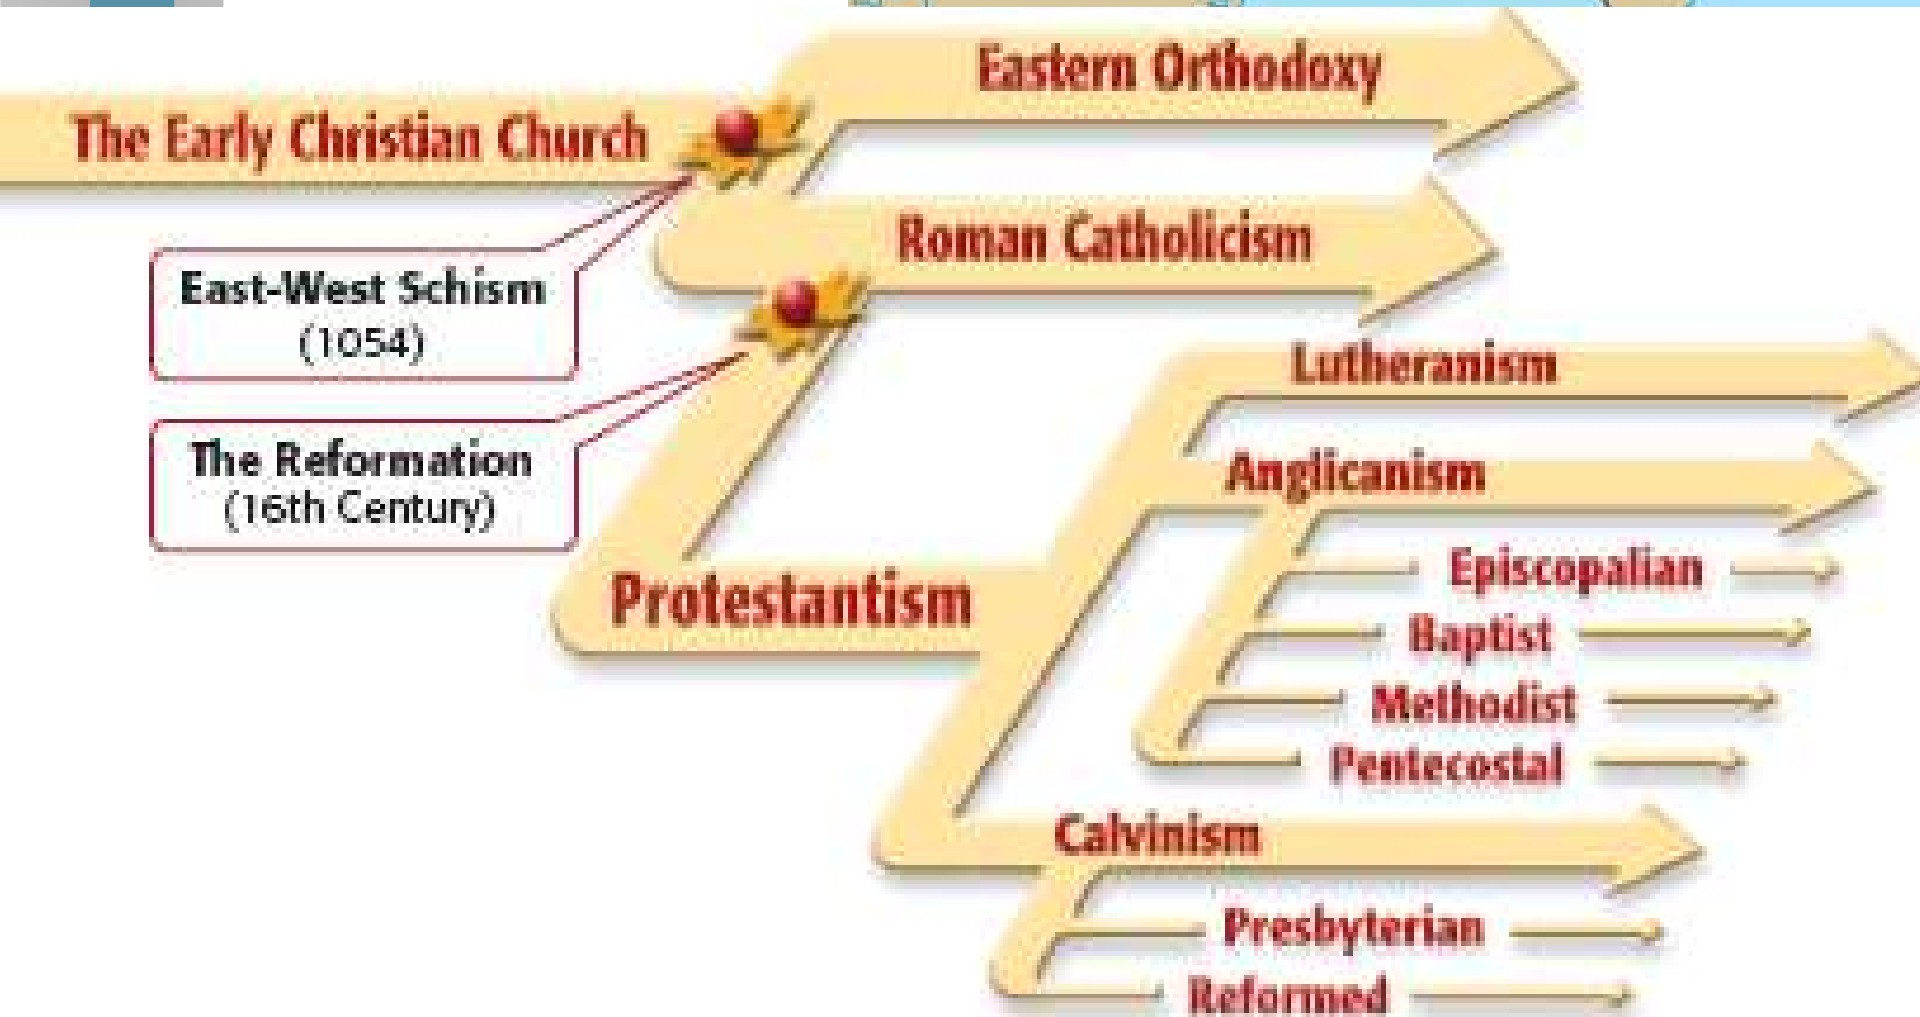 Eastern Orthodoxy
The Early Christian Church
Roman Catholicism
East-West Schism
(1054)
Lutheranism
The Reformation
(16th Century)
Anglicanism
Episcopalian
Protestantism
Baptist
Methodist
Pentecostal
Calvinism
Presbyterian
Reformed